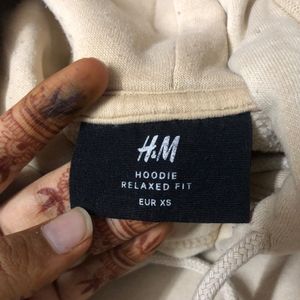 H&M
HOODIE
RELAXED FIT
EUR XS